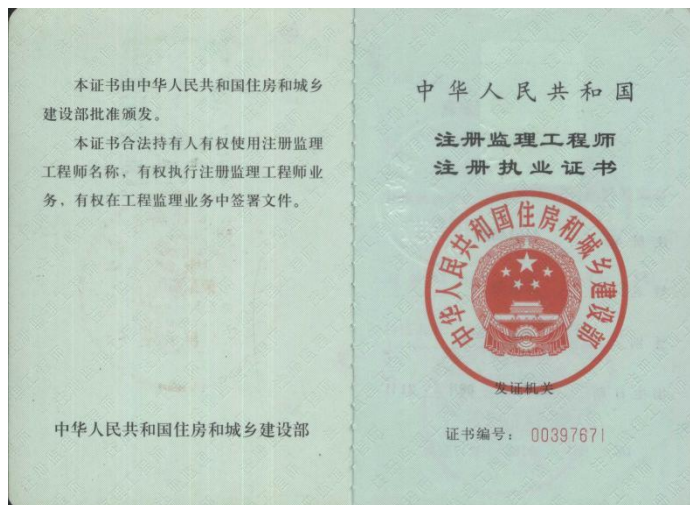 本证书由中华人民共和国住房和城乡
建设部批准颁发。
本证书合法持有人有权使用注册监理
工程师名称，有权执行注册监理工程师业
务，有权在工程监理业务中签署文件。
中华人民共和国住房和城乡建设部
中华人民共和国
注册监理工程师
注册执业证书
中华人民共和国住房和城乡建设部
发证机关
证书编号： 00397671